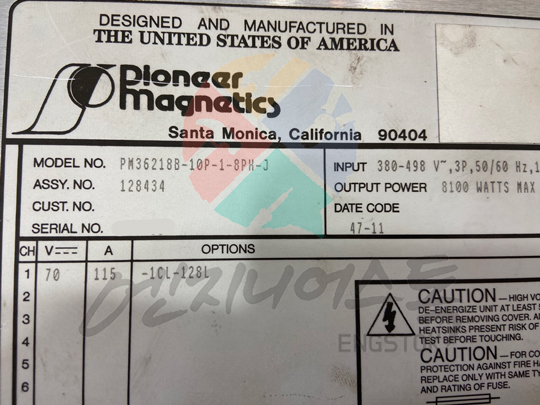 DESIGNED AND MANUFACTURED IN
THE UNITED STATES OF AMERICA
Pioneer
magnetics
Santa Monica, California 90404
MODEL NO. PM36218B-10P-1-8PH-J
ASSY. NO. 128434
CUST. NO.
SERIAL NO.
INPUT 380-498 V~,3P,50/60 Hz,1
OUTPUT POWER 8100 WATTS MAX
DATE CODE
47-11
CH V A OPTIONS
1 70 115 -1CL-128L
2
3
4
5
6
CAUTION – HIGH VO
DE-ENERGIZE UNIT AT LEAST 5
BEFORE REMOVING COVER. A
HEATSINKS PRESENT RISK OF
TEST BEFORE TOUCHING.
CAUTION – FOR CO
PROTECTION AGAINST FIRE HA
REPLACE ONLY WITH SAME TY
AND RATING OF FUSE.
엔지니어스토
ENGSTO